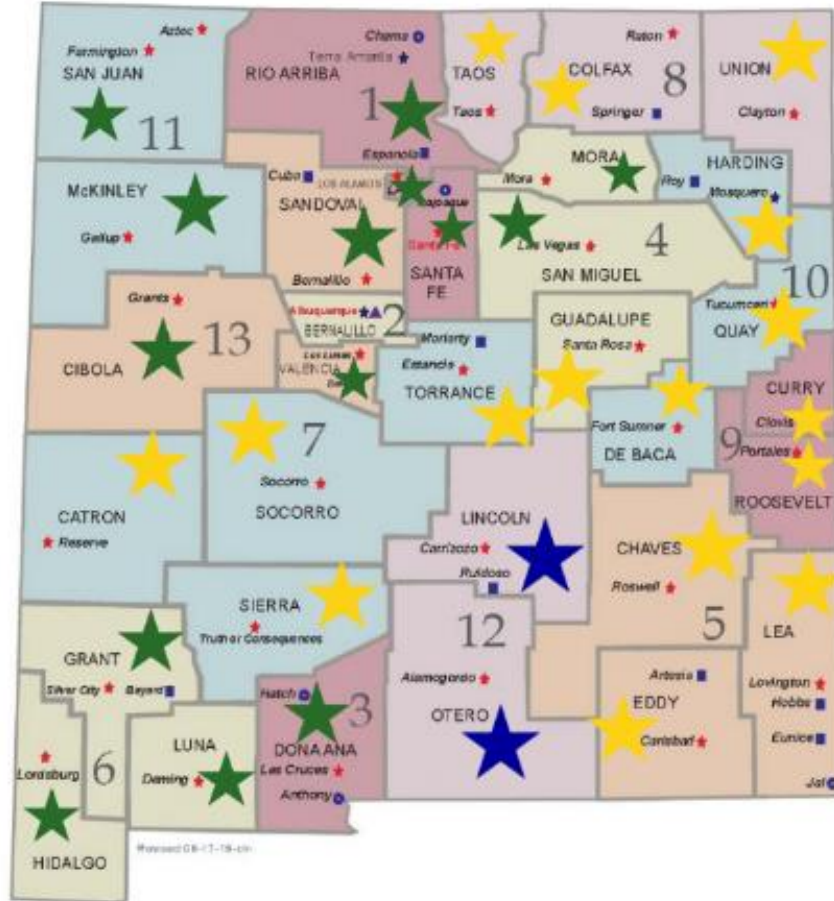 Aztec
Chama
Farmington
Tierra Amarilla
Raton
SAN JUAN
RIO ARRIBA
TAOS
COLFAX
UNION
1
8
Taos
Springer
Clayton
11
Espanola
MORA
HARDING
Cuba
LOS ALAMOS
Mora
Roy
McKINLEY
SANDOVAL
Mosquero
Pojoaque
Gallup
Santa Fe
Las Vegas
4
Bernalillo
SANTA
FE
SAN MIGUEL
10
Grants
Albuquerque
2
GUADALUPE
Tucumcari
BERNALILLO
Moriarty
QUAY
13
Los Lunas
Santa Rosa
CIBOLA
VALENCIA
Estancia
TORRANCE
CURRY
Clovis
7
Fort Sumner
9
Portales
DE BACA
Socorro
ROOSEVELT
CATRON
SOCORRO
LINCOLN
Reserve
Carrizozo
CHAVES
Ruidoso
Roswell
SIERRA
12
5
LEA
Truth or Consequences
GRANT
Alamogordo
Artesia
Lovington
Silver City
Bayard
Hatch
EDDY
Hobbs
3
OTERO
LUNA
DONA ANA
Carlsbad
Eunice
Lordsburg
6
Deming
Las Cruces
Anthony
Jal
HIDALGO